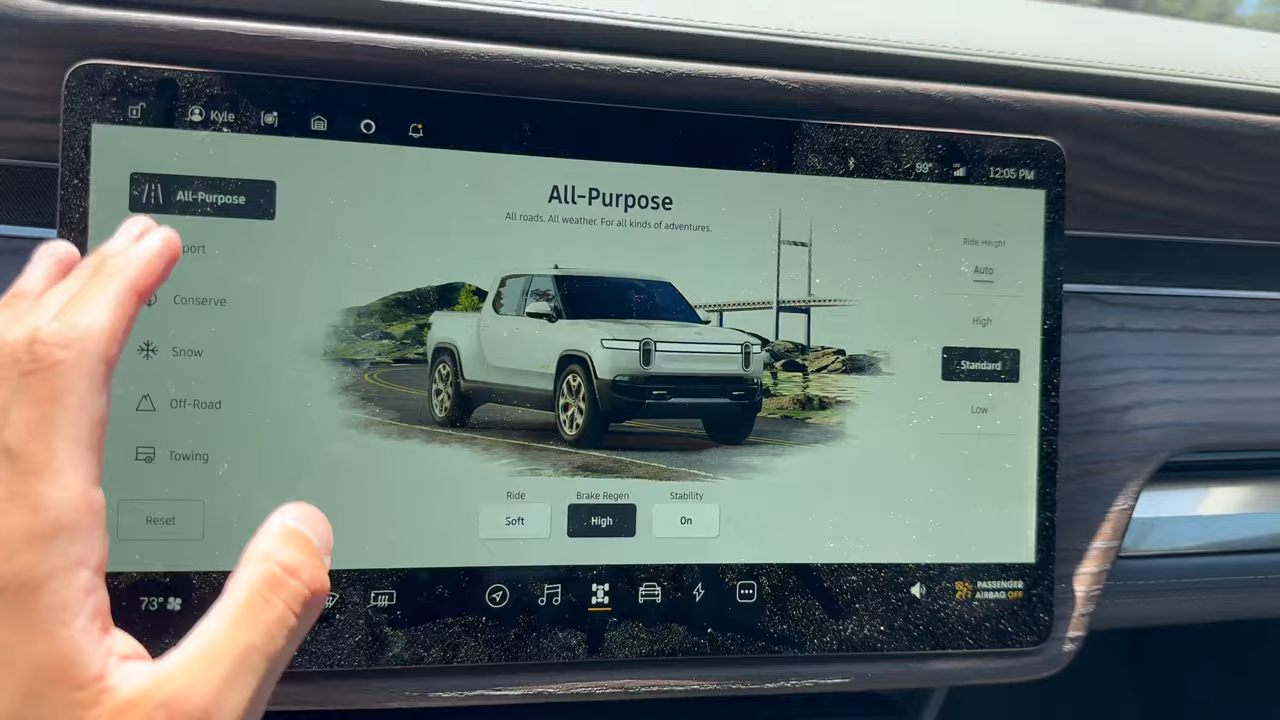 Kyle
99°
12:05 PM
All-Purpose
port
Conserve
Snow
Off-Road
Towing
Reset
All-Purpose
All roads. All weather. For all kinds of adventures.
Ride
Soft
Brake Regen
High
Stability
On
Ride Height
Auto
High
Standard
Low
73°
PASSENGER
AIRBAG OFF